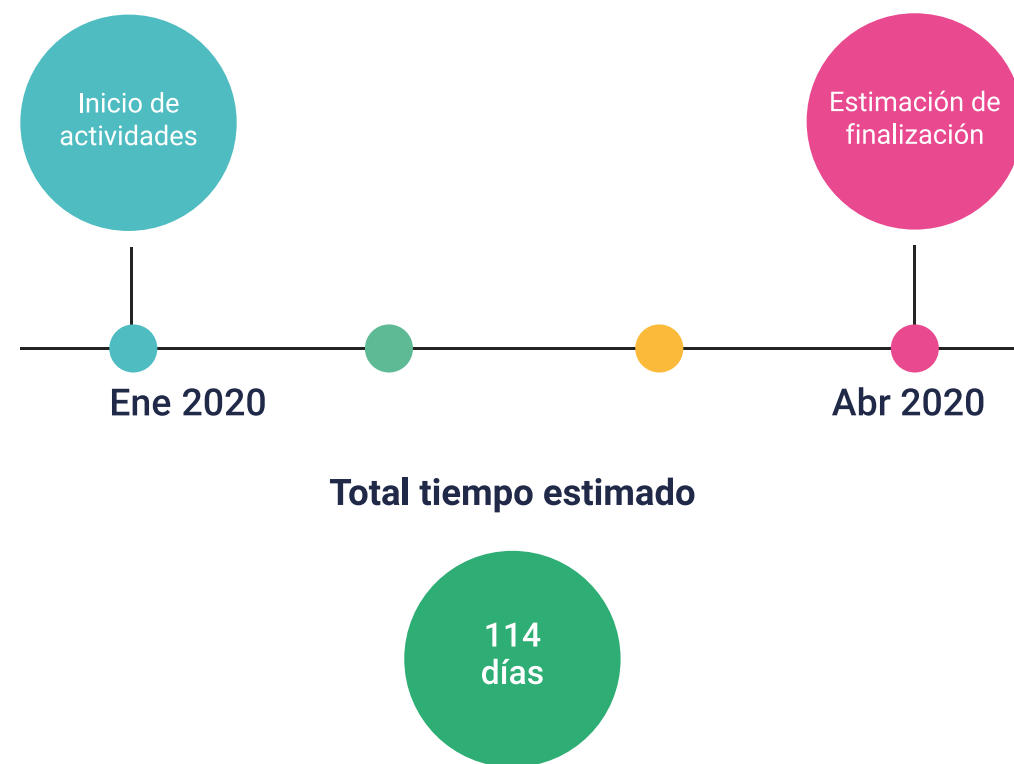 Inicio de
actividades
Estimación de
finalización
Ene 2020
Abr 2020
Total tiempo estimado
114
días